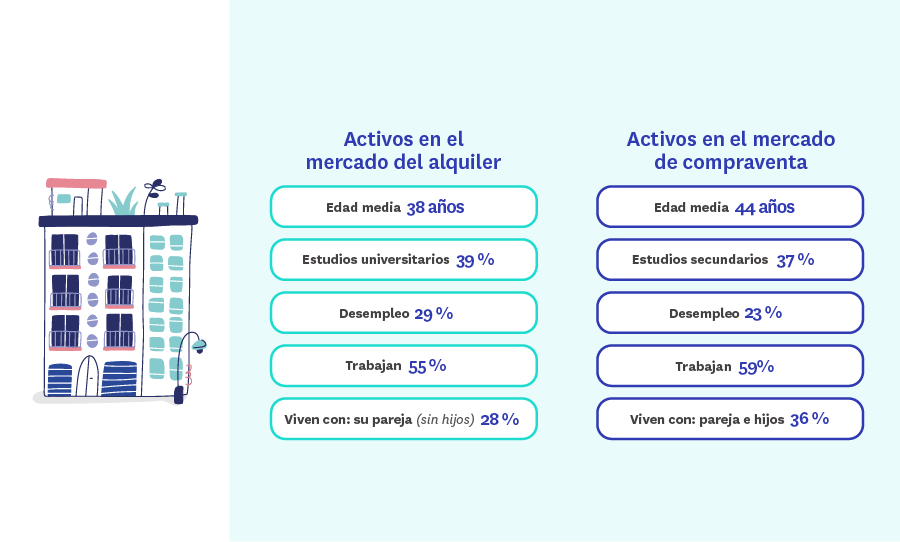 Activos en el
mercado del alquiler
Edad media 38 años
Estudios universitarios 39 %
Desempleo 29 %
Trabajan 55 %
Viven con: su pareja (sin hijos) 28 %
Activos en el mercado
de compraventa
Edad media 44 años
Estudios secundarios 37 %
Desempleo 23 %
Trabajan 59%
Viven con: pareja e hijos 36 %